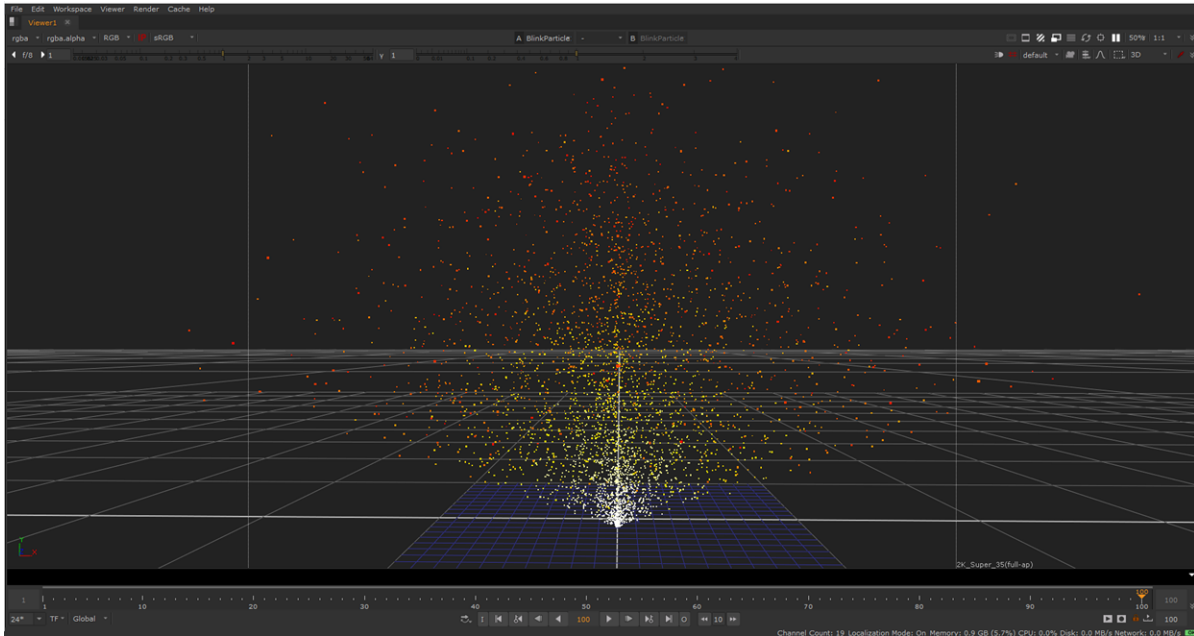 File Edit Workspace Viewer Render Cache Help
Viewer1
rgba rgba.alpha RGB sRGB A BlinkParticle - B BlinkParticle 50% 1:1
f/8 1 Y 1 default 3D
2K_Super_35(full-ap)
Y
X
100
1 1 10 20 30 40 50 60 70 80 90 100 100
24* TF Global 100 10 100
Channel Count: 19 Localization Mode: On Memory: 0.9 GB (5.7%) CPU: 0.0% Disk: 0.0 MB/s Network: 0.0 MB/s